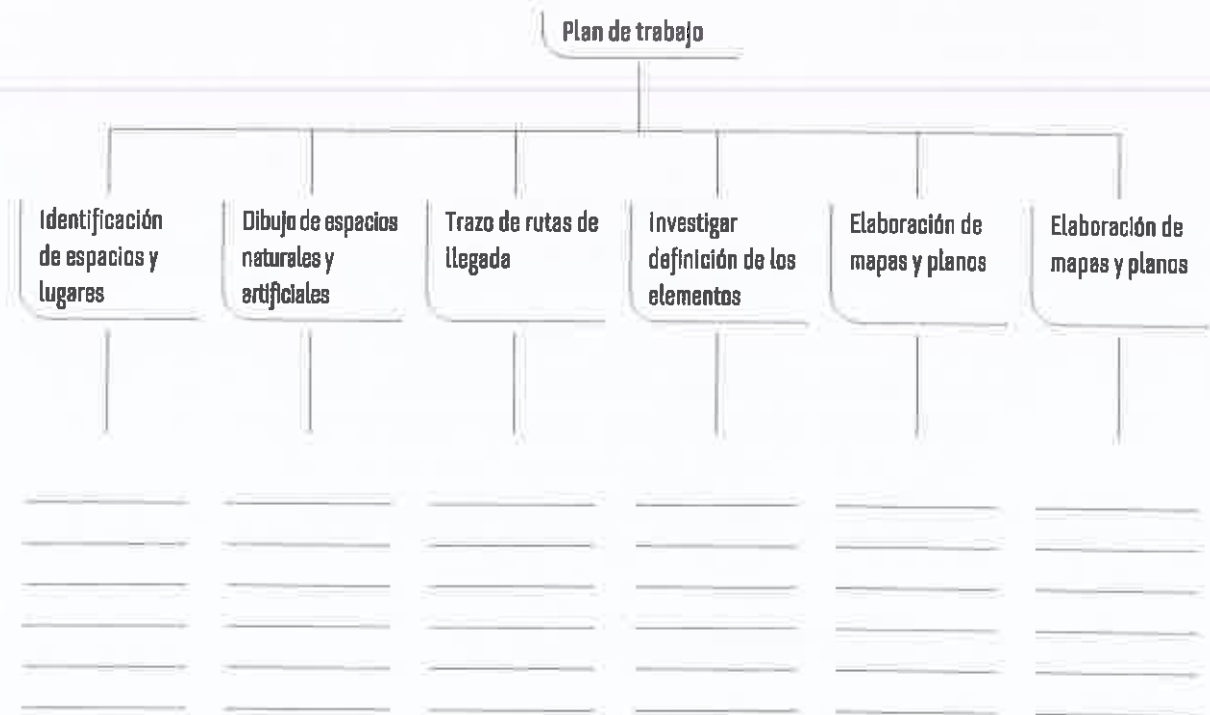 Plan de trabajo
Identificación
de espacios y
lugares
Dibujo de espacios
naturales y
artificiales
Trazo de rutas de
llegada
Investigar
definición de los
elementos
Elaboración de
mapas y planos
Elaboración de
mapas y planos